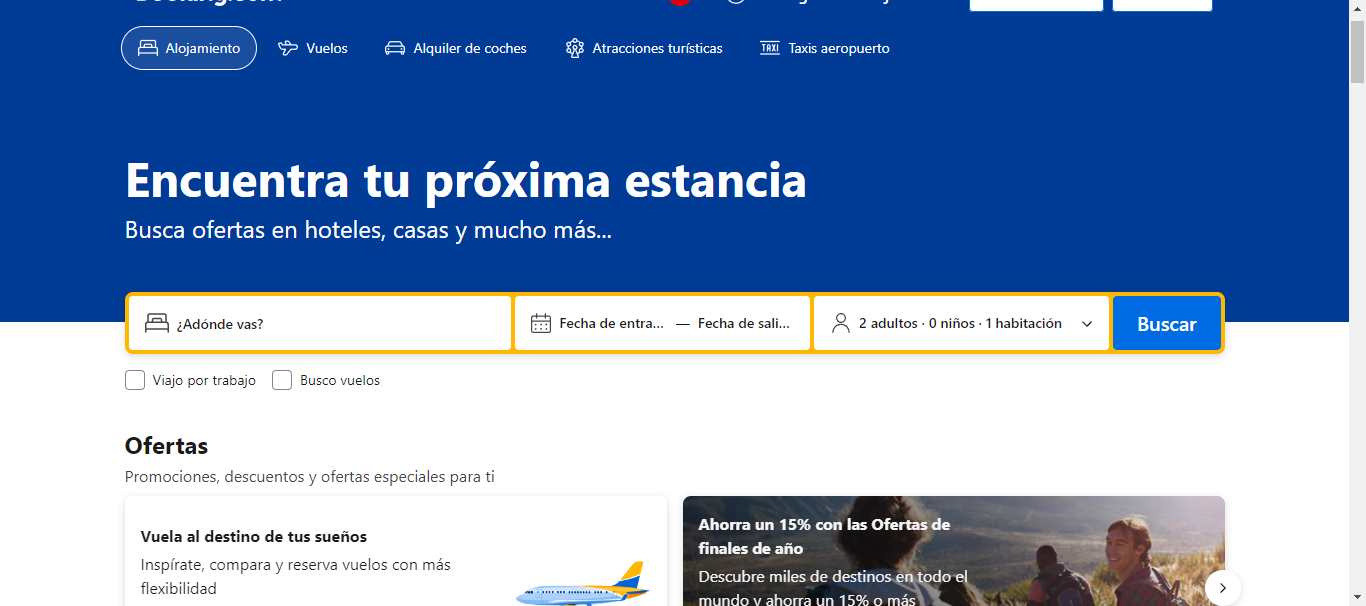 Alojamiento
Vuelos
Alquiler de coches
Atracciones turísticas
TAXI
Taxis aeropuerto
Encuentra tu próxima estancia
Busca ofertas en hoteles, casas y mucho más...
¿Adónde vas?
Fecha de entra... — Fecha de sali...
2 adultos · 0 niños · 1 habitación
Buscar
Viajo por trabajo
Busco vuelos
Ofertas
Promociones, descuentos y ofertas especiales para ti
Vuela al destino de tus sueños
Inspírate, compara y reserva vuelos con más
flexibilidad
Ahorra un 15% con las Ofertas de
finales de año
Descubre miles de destinos en todo el
mundo y ahorra un 15% o más